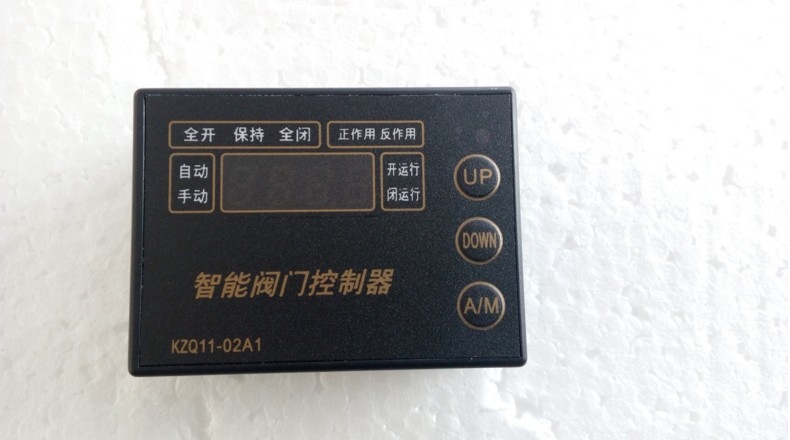 全开 保持 全闭 正作用 反作用
自动 开运行
手动 闭运行
UP
DOWN
智能阀门控制器
A/M
KZQ11-02A1